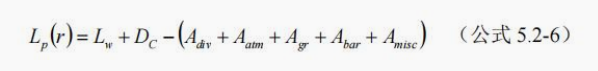 L_p(r) = L_w + D_C − (A_div + A_atm + A_gr + A_bar + A_misc) （公式 5.2-6）